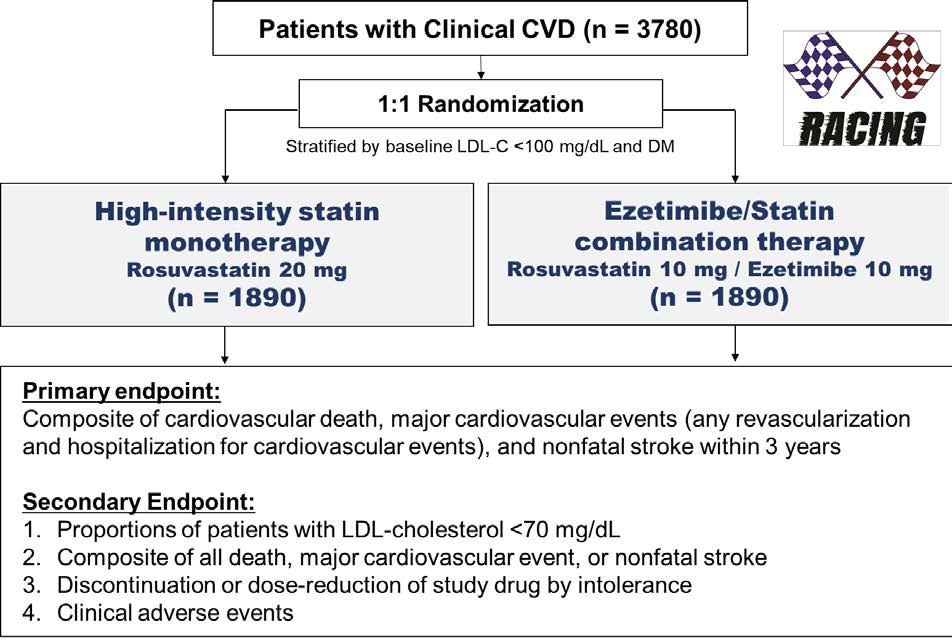 Patients with Clinical CVD (n = 3780)
RACING
1:1 Randomization
Stratified by baseline LDL-C <100 mg/dL and DM
High-intensity statin
monotherapy
Rosuvastatin 20 mg
(n = 1890)
Ezetimibe/Statin
combination therapy
Rosuvastatin 10 mg / Ezetimibe 10 mg
(n = 1890)
Primary endpoint:
Composite of cardiovascular death, major cardiovascular events (any revascularization
and hospitalization for cardiovascular events), and nonfatal stroke within 3 years
Secondary Endpoint:
1. Proportions of patients with LDL-cholesterol <70 mg/dL
2. Composite of all death, major cardiovascular event, or nonfatal stroke
3. Discontinuation or dose-reduction of study drug by intolerance
4. Clinical adverse events